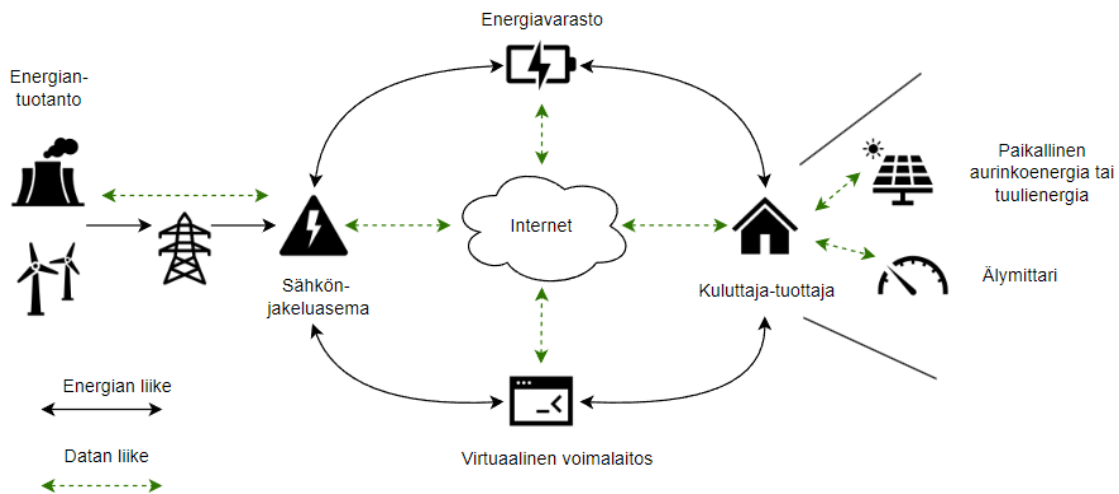 Energiavarasto
Energian-
tuotanto
Paikallinen
aurinkoenergia tai
tuulienergia
Internet
Älymittari
Sähkön-
jakeluasema
Kuluttaja-tuottaja
Energian liike
Virtuaalinen voimalaitos
Datan liike